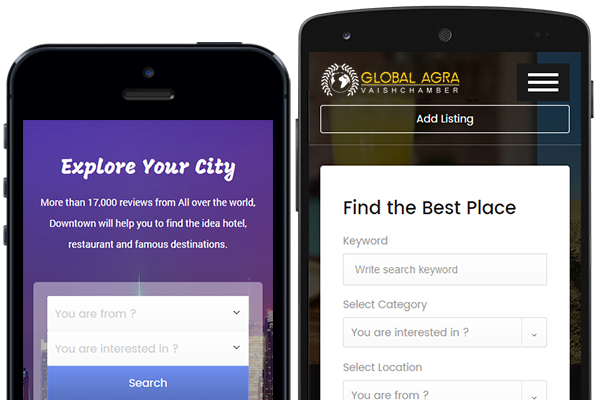 Explore Your City
More than 17,000 reviews from All over the world,
Downtown will help you to find the idea hotel,
restaurant and famous destinations.
You are from ?
You are interested in ?
Search
GLOBAL AGRA
VAISHCHAMBER
Add Listing
Find the Best Place
Keyword
Write search keyword
Select Category
You are interested in ?
Select Location
You are from ?